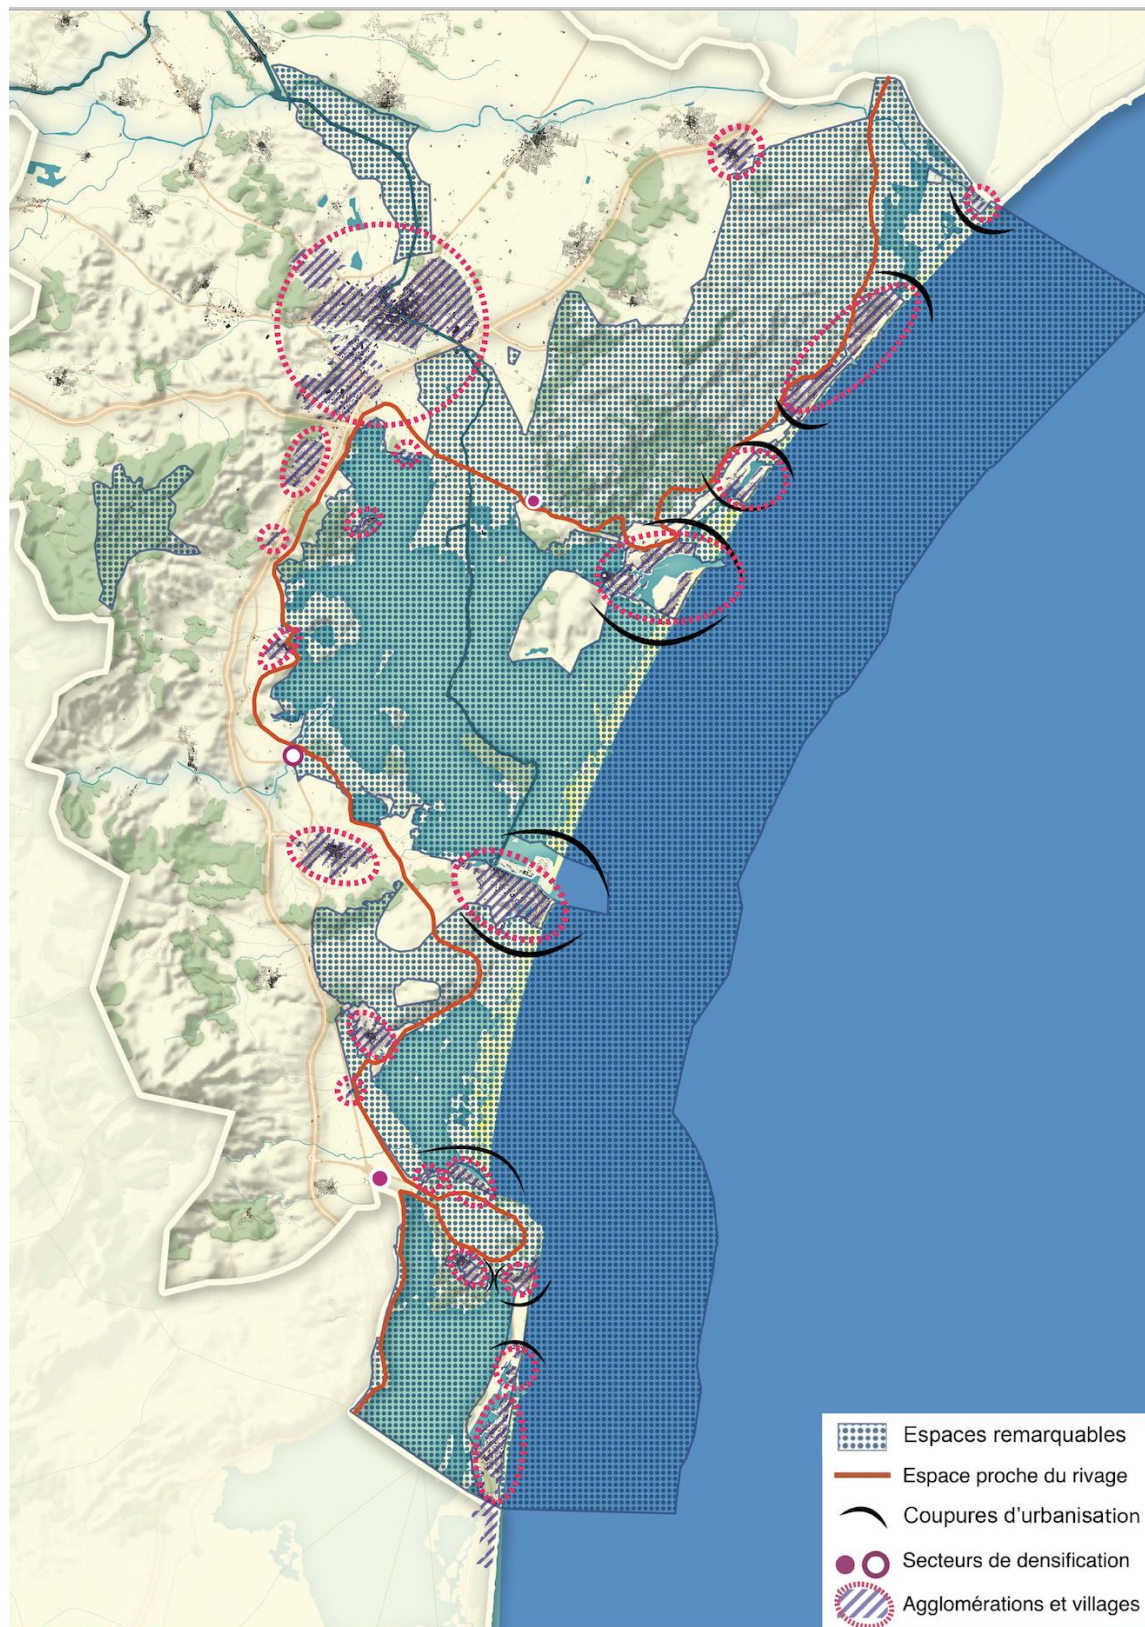 Espaces remarquables
Espace proche du rivage
Coupures d'urbanisation
Secteurs de densification
Agglomérations et villages